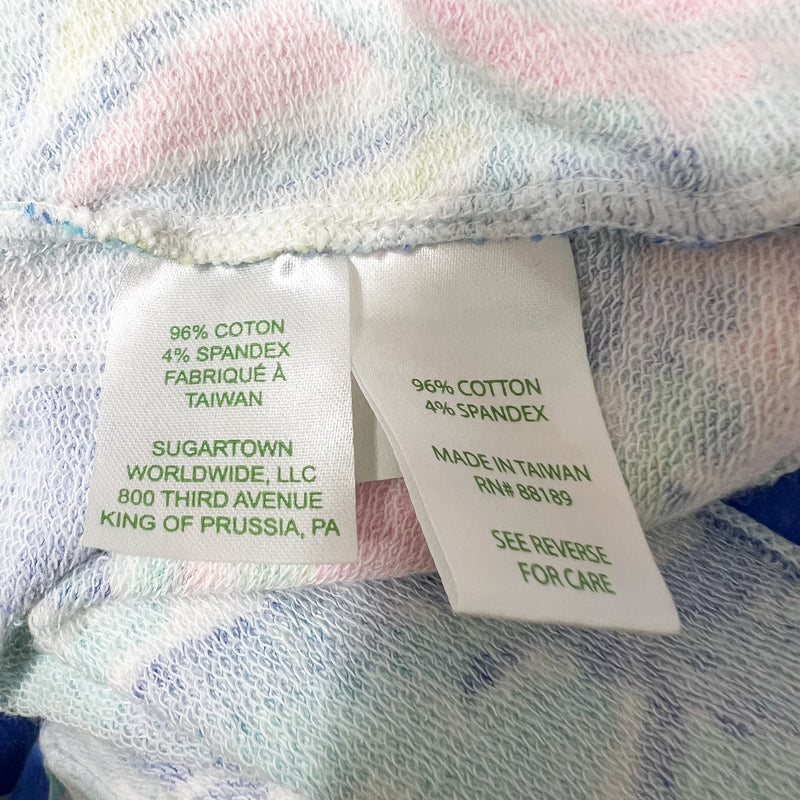 96% COTON
4% SPANDEX
FABRIQUÉ À
TAIWAN
SUGARTOWN
WORLDWIDE, LLC
800 THIRD AVENUE
KING OF PRUSSIA, PA
96% COTTON
4% SPANDEX
MADE IN TAIWAN
RN# 88189
SEE REVERSE
FOR CARE